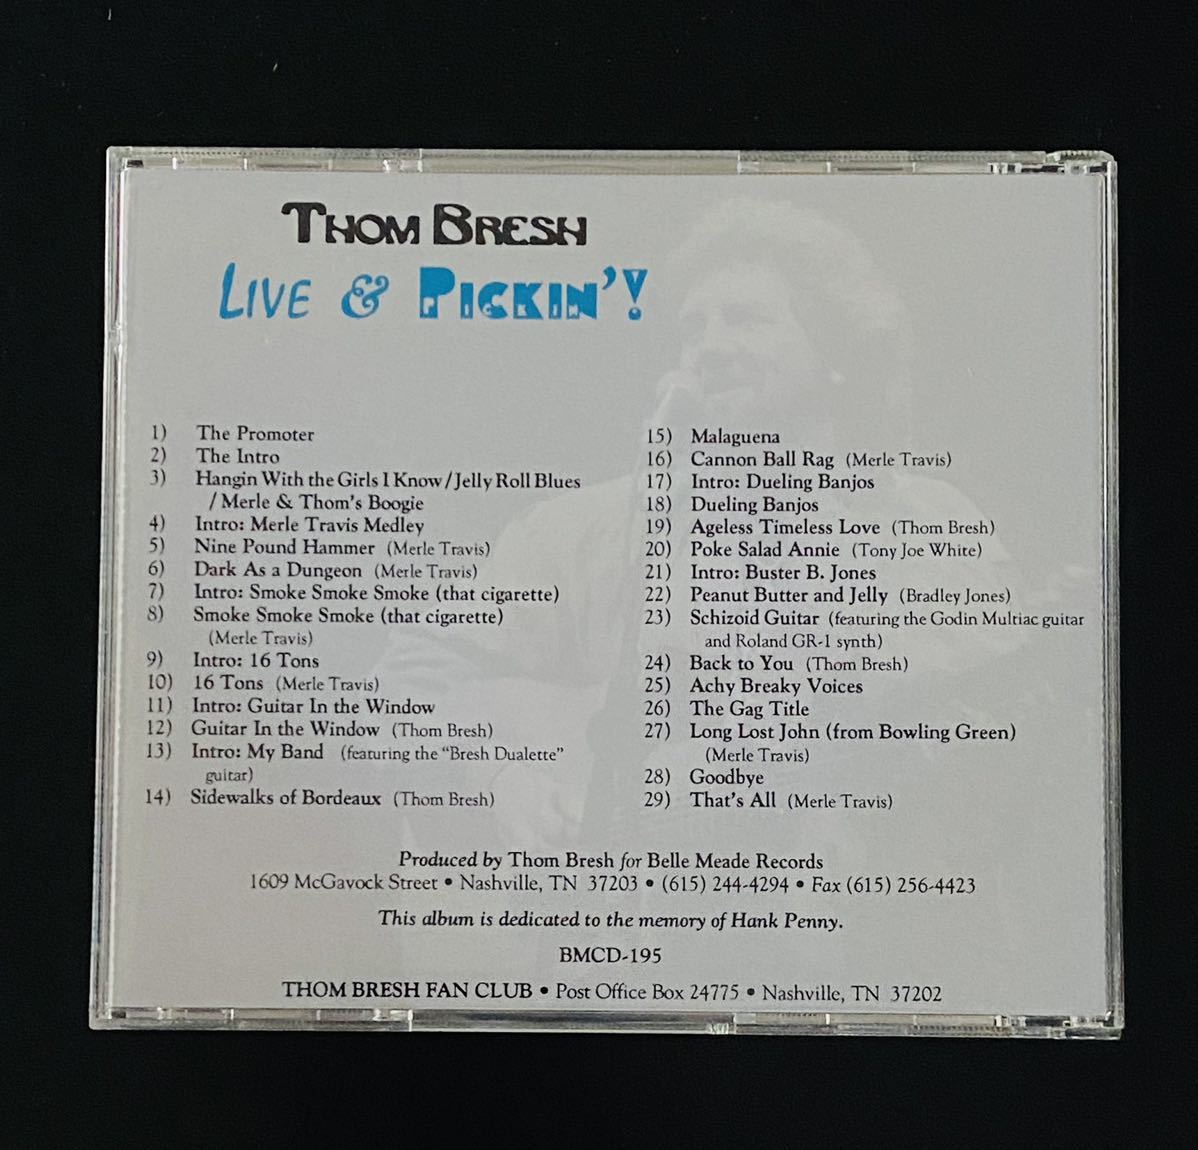 THOM BRESH
LIVE & PICKIN'!
1) The Promoter
2) The Intro
3) Hangin With the Girls I Know/Jelly Roll Blues
/Merle & Thom's Boogie
4) Intro: Merle Travis Medley
5) Nine Pound Hammer (Merle Travis)
6) Dark As a Dungeon (Merle Travis)
7) Intro: Smoke Smoke Smoke (that cigarette)
8) Smoke Smoke Smoke (that cigarette)
(Merle Travis)
9) Intro: 16 Tons
10) 16 Tons (Merle Travis)
11) Intro: Guitar In the Window
12) Guitar In the Window (Thom Bresh)
13) Intro: My Band (featuring the "Bresh Dualette"
guitar)
14) Sidewalks of Bordeaux (Thom Bresh)
15) Malaguena
16) Cannon Ball Rag (Merle Travis)
17) Intro: Dueling Banjos
18) Dueling Banjos
19) Ageless Timeless Love (Thom Bresh)
20) Poke Salad Annie (Tony Joe White)
21) Intro: Buster B. Jones
22) Peanut Butter and Jelly (Bradley Jones)
23) Schizoid Guitar (featuring the Godin Multiac guitar
and Roland GR-1 synth)
24) Back to You (Thom Bresh)
25) Achy Breaky Voices
26) The Gag Title
27) Long Lost John (from Bowling Green)
(Merle Travis)
28) Goodbye
29) That's All (Merle Travis)
Produced by Thom Bresh for Belle Meade Records
1609 McGavock Street • Nashville, TN 37203 • (615) 244-4294 • Fax (615) 256-4423
This album is dedicated to the memory of Hank Penny.
BMCD-195
THOM BRESH FAN CLUB • Post Office Box 24775 • Nashville, TN 37202